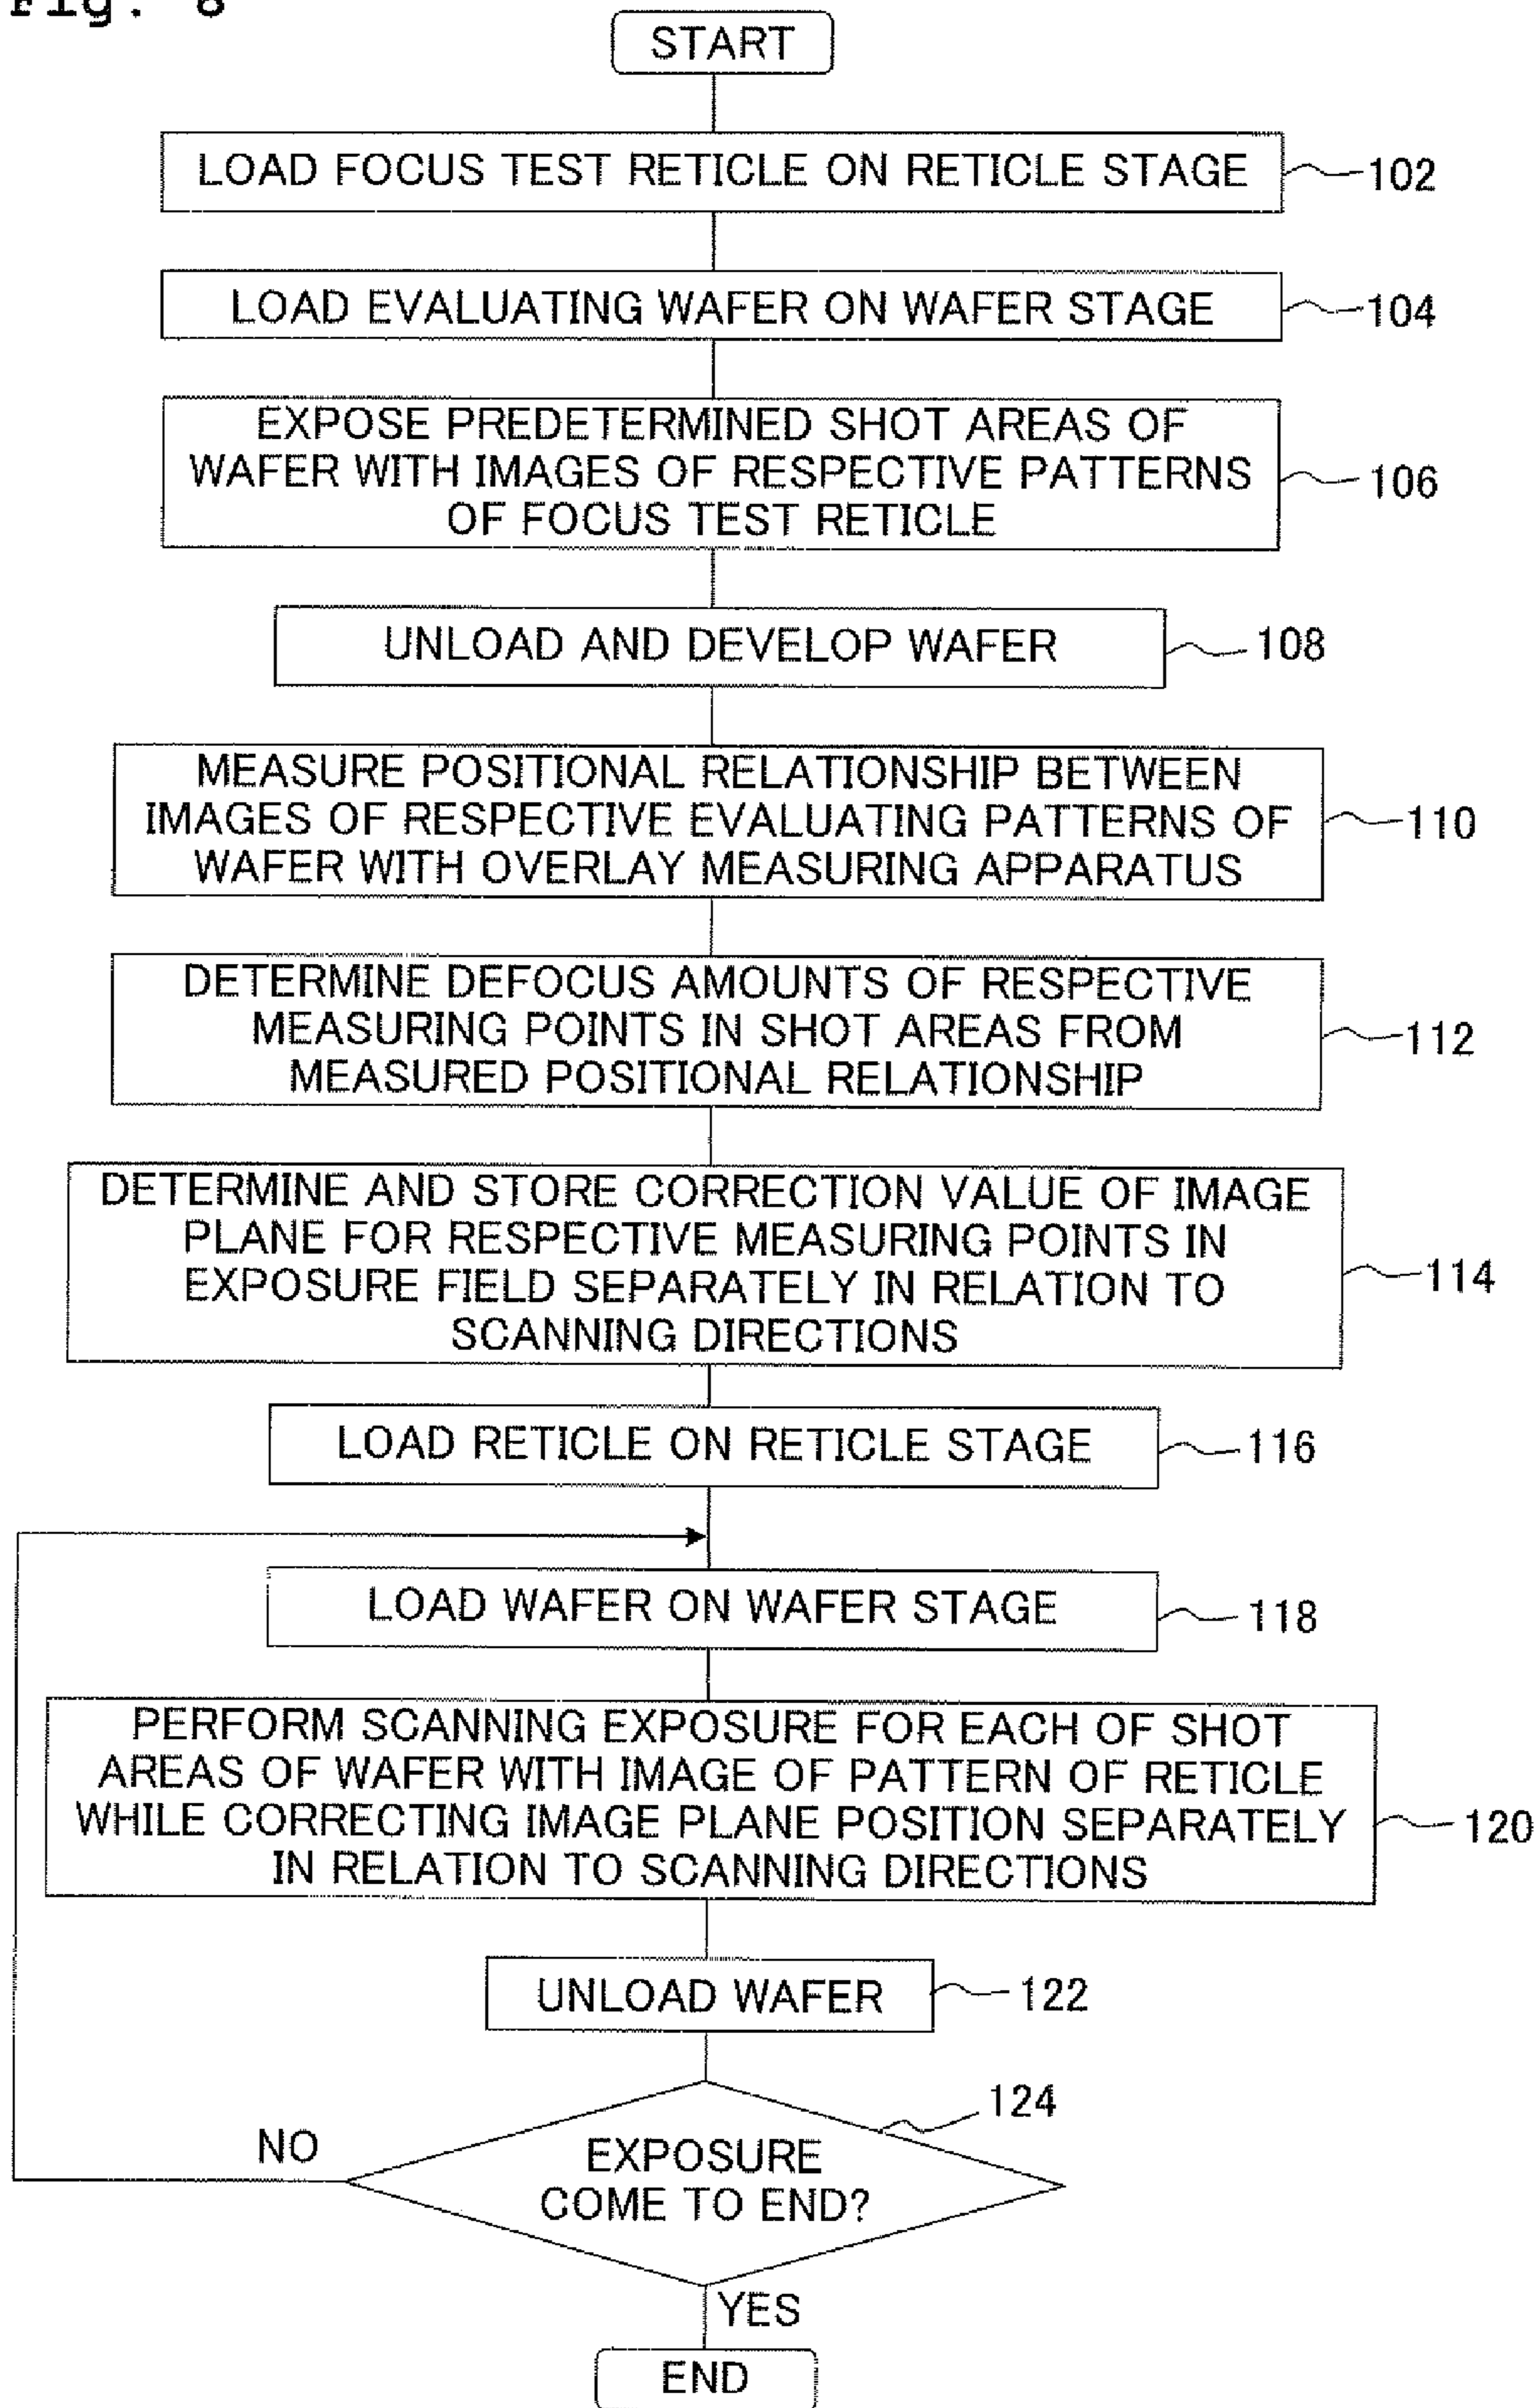 Fig. 8
START
LOAD FOCUS TEST RETICLE ON RETICLE STAGE
102
LOAD EVALUATING WAFER ON WAFER STAGE
104
EXPOSE PREDETERMINED SHOT AREAS OF
WAFER WITH IMAGES OF RESPECTIVE PATTERNS
OF FOCUS TEST RETICLE
106
UNLOAD AND DEVELOP WAFER
108
MEASURE POSITIONAL RELATIONSHIP BETWEEN
IMAGES OF RESPECTIVE EVALUATING PATTERNS OF
WAFER WITH OVERLAY MEASURING APPARATUS
110
DETERMINE DEFOCUS AMOUNTS OF RESPECTIVE
MEASURING POINTS IN SHOT AREAS FROM
MEASURED POSITIONAL RELATIONSHIP
112
DETERMINE AND STORE CORRECTION VALUE OF IMAGE
PLANE FOR RESPECTIVE MEASURING POINTS IN
EXPOSURE FIELD SEPARATELY IN RELATION TO
SCANNING DIRECTIONS
114
LOAD RETICLE ON RETICLE STAGE
116
LOAD WAFER ON WAFER STAGE
118
PERFORM SCANNING EXPOSURE FOR EACH OF SHOT
AREAS OF WAFER WITH IMAGE OF PATTERN OF RETICLE
WHILE CORRECTING IMAGE PLANE POSITION SEPARATELY
IN RELATION TO SCANNING DIRECTIONS
120
UNLOAD WAFER
122
124
NO
EXPOSURE
COME TO END?
YES
END